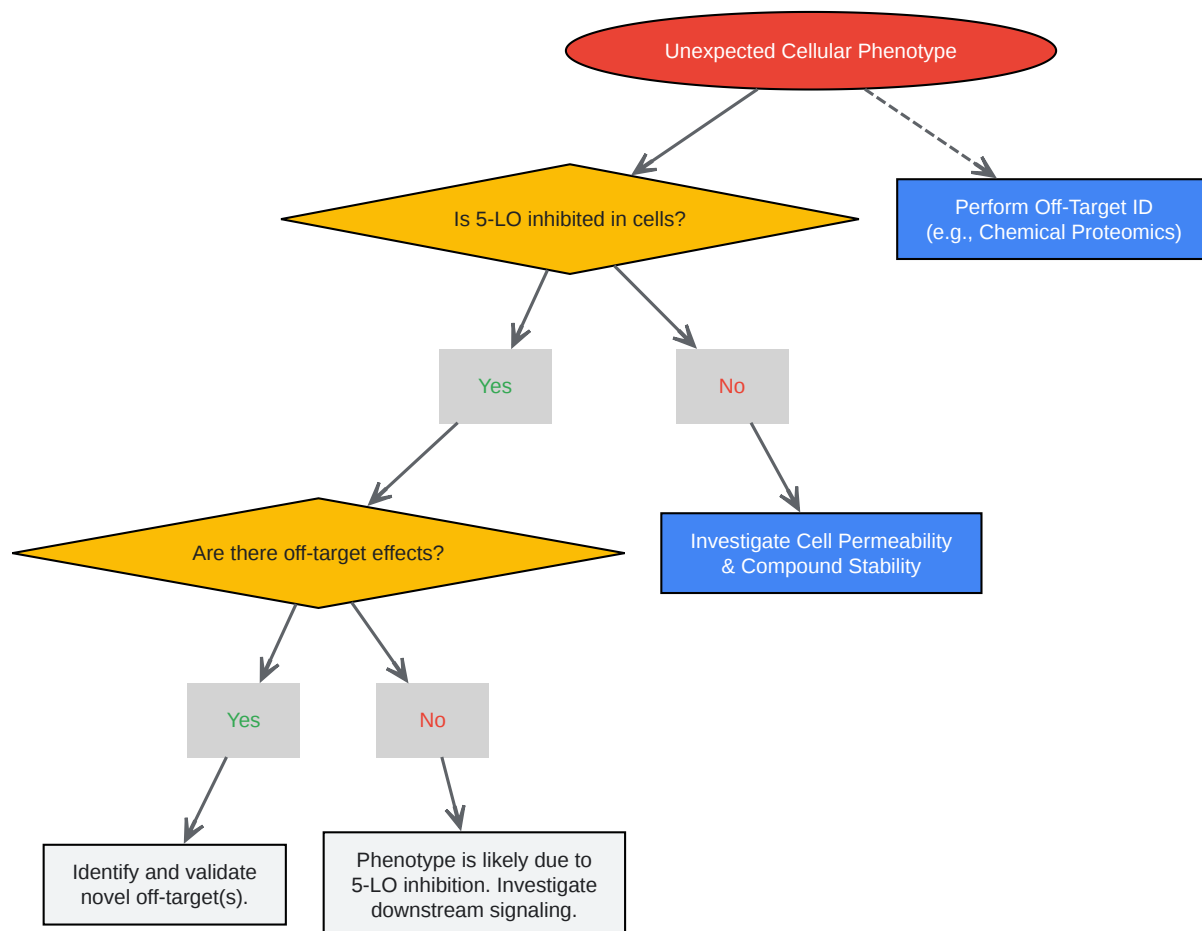 Unexpected Cellular Phenotype
Is 5-LO inhibited in cells?
Perform Off-Target ID
(e.g., Chemical Proteomics)
Yes
No
Are there off-target effects?
Investigate Cell Permeability
& Compound Stability
Yes
No
Identify and validate
novel off-target(s).
Phenotype is likely due to
5-LO inhibition. Investigate
downstream signaling.